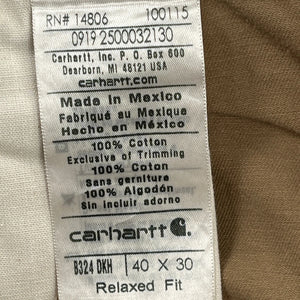 RN# 14806 100115
0919 2500032130
Carhartt, Inc. P. O. Box 600
Dearborn, MI 48121 USA
carhartt.com
Made in Mexico
Fabriqué au Mexique
Hecho en México
100% Cotton
Exclusive of Trimming
100% Coton
Sans garniture
100% Algodón
Sin incluir adorno
carhartt
B324 DKH 40 X 30
Relaxed Fit